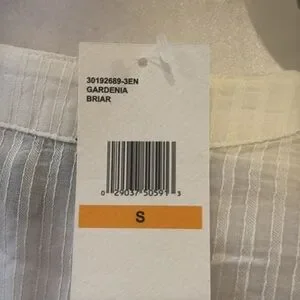 30192689-3EN
GARDENIA
BRIAR
0 29037 50591 3
S